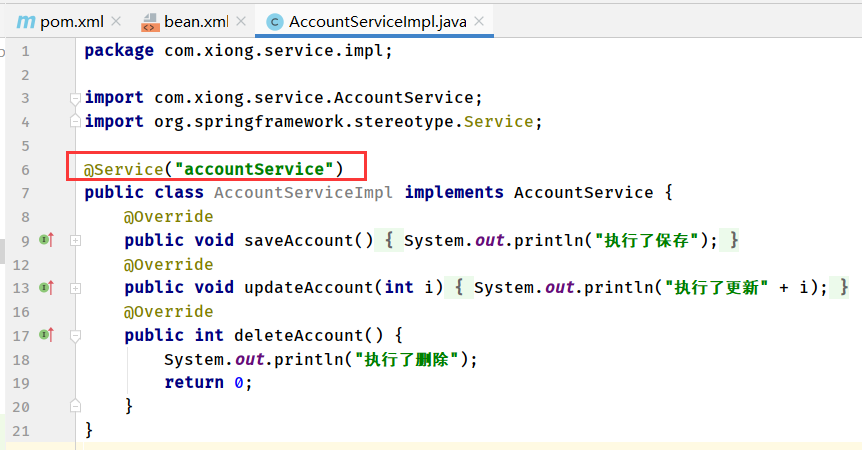 pom.xml bean.xml AccountServiceImpl.java
1 package com.xiong.service.impl;
2
3 import com.xiong.service.AccountService;
4 import org.springframework.stereotype.Service;
5
6 @Service("accountService")
7 public class AccountServiceImpl implements AccountService {
8 @Override
9 public void saveAccount() { System.out.println("执行了保存"); }
12 @Override
13 public void updateAccount(int i) { System.out.println("执行了更新" + i); }
16 @Override
17 public int deleteAccount() {
18 System.out.println("执行了删除");
19 return 0;
20 }
21 }